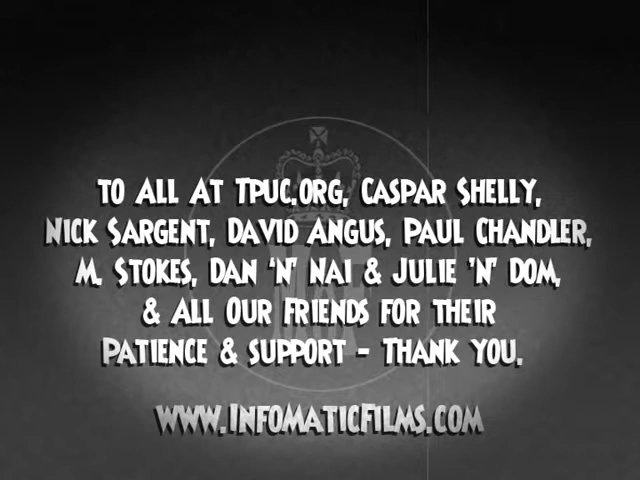 To All At Tpuc.org, Caspar Shelly,
Nick Sargent, David Angus, Paul Chandler,
M. Stokes, Dan 'N' Nai & Julie 'N' Dom,
& All Our Friends for their
Patience & support - Thank you.
www.InfomaticFilms.com